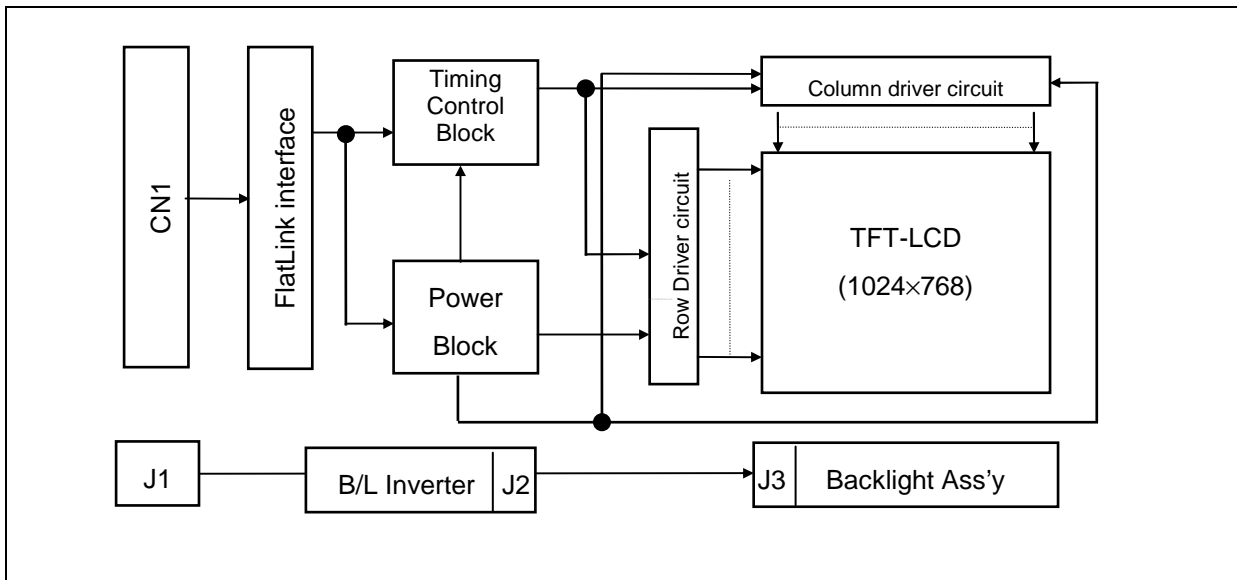 CN1
FlatLink interface
Timing
Control
Block
Power
Block
Row Driver circuit
Column driver circuit
TFT-LCD
(1024×768)
J1
B/L Inverter
J2
J3
Backlight Ass'y